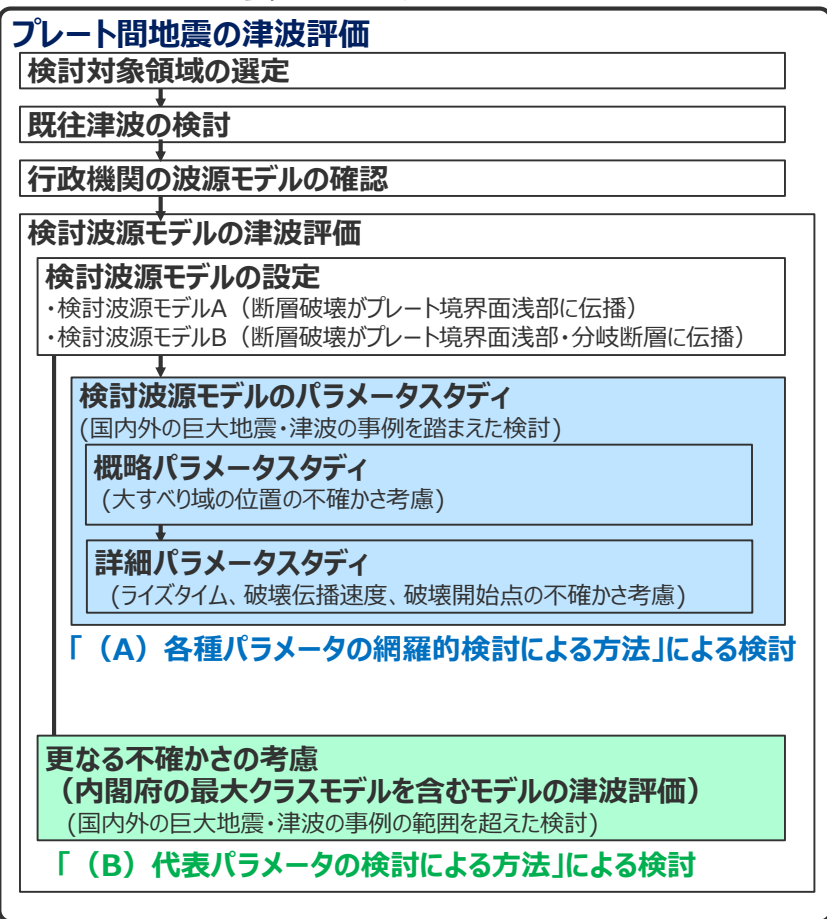 プレート間地震の津波評価
検討対象領域の選定
既往津波の検討
行政機関の波源モデルの確認
検討波源モデルの津波評価
検討波源モデルの設定
・検討波源モデルA（断層破壊がプレート境界面浅部に伝播）
・検討波源モデルB（断層破壊がプレート境界面浅部・分岐断層に伝播）
検討波源モデルのパラメータスタディ
(国内外の巨大地震・津波の事例を踏まえた検討)
概略パラメータスタディ
(大すべり域の位置の不確かさ考慮)
詳細パラメータスタディ
(ライズタイム、破壊伝播速度、破壊開始点の不確かさ考慮)
「（A）各種パラメータの網羅的検討による方法」による検討
更なる不確かさの考慮
（内閣府の最大クラスモデルを含むモデルの津波評価）
(国内外の巨大地震・津波の事例の範囲を超えた検討)
「（B）代表パラメータの検討による方法」による検討